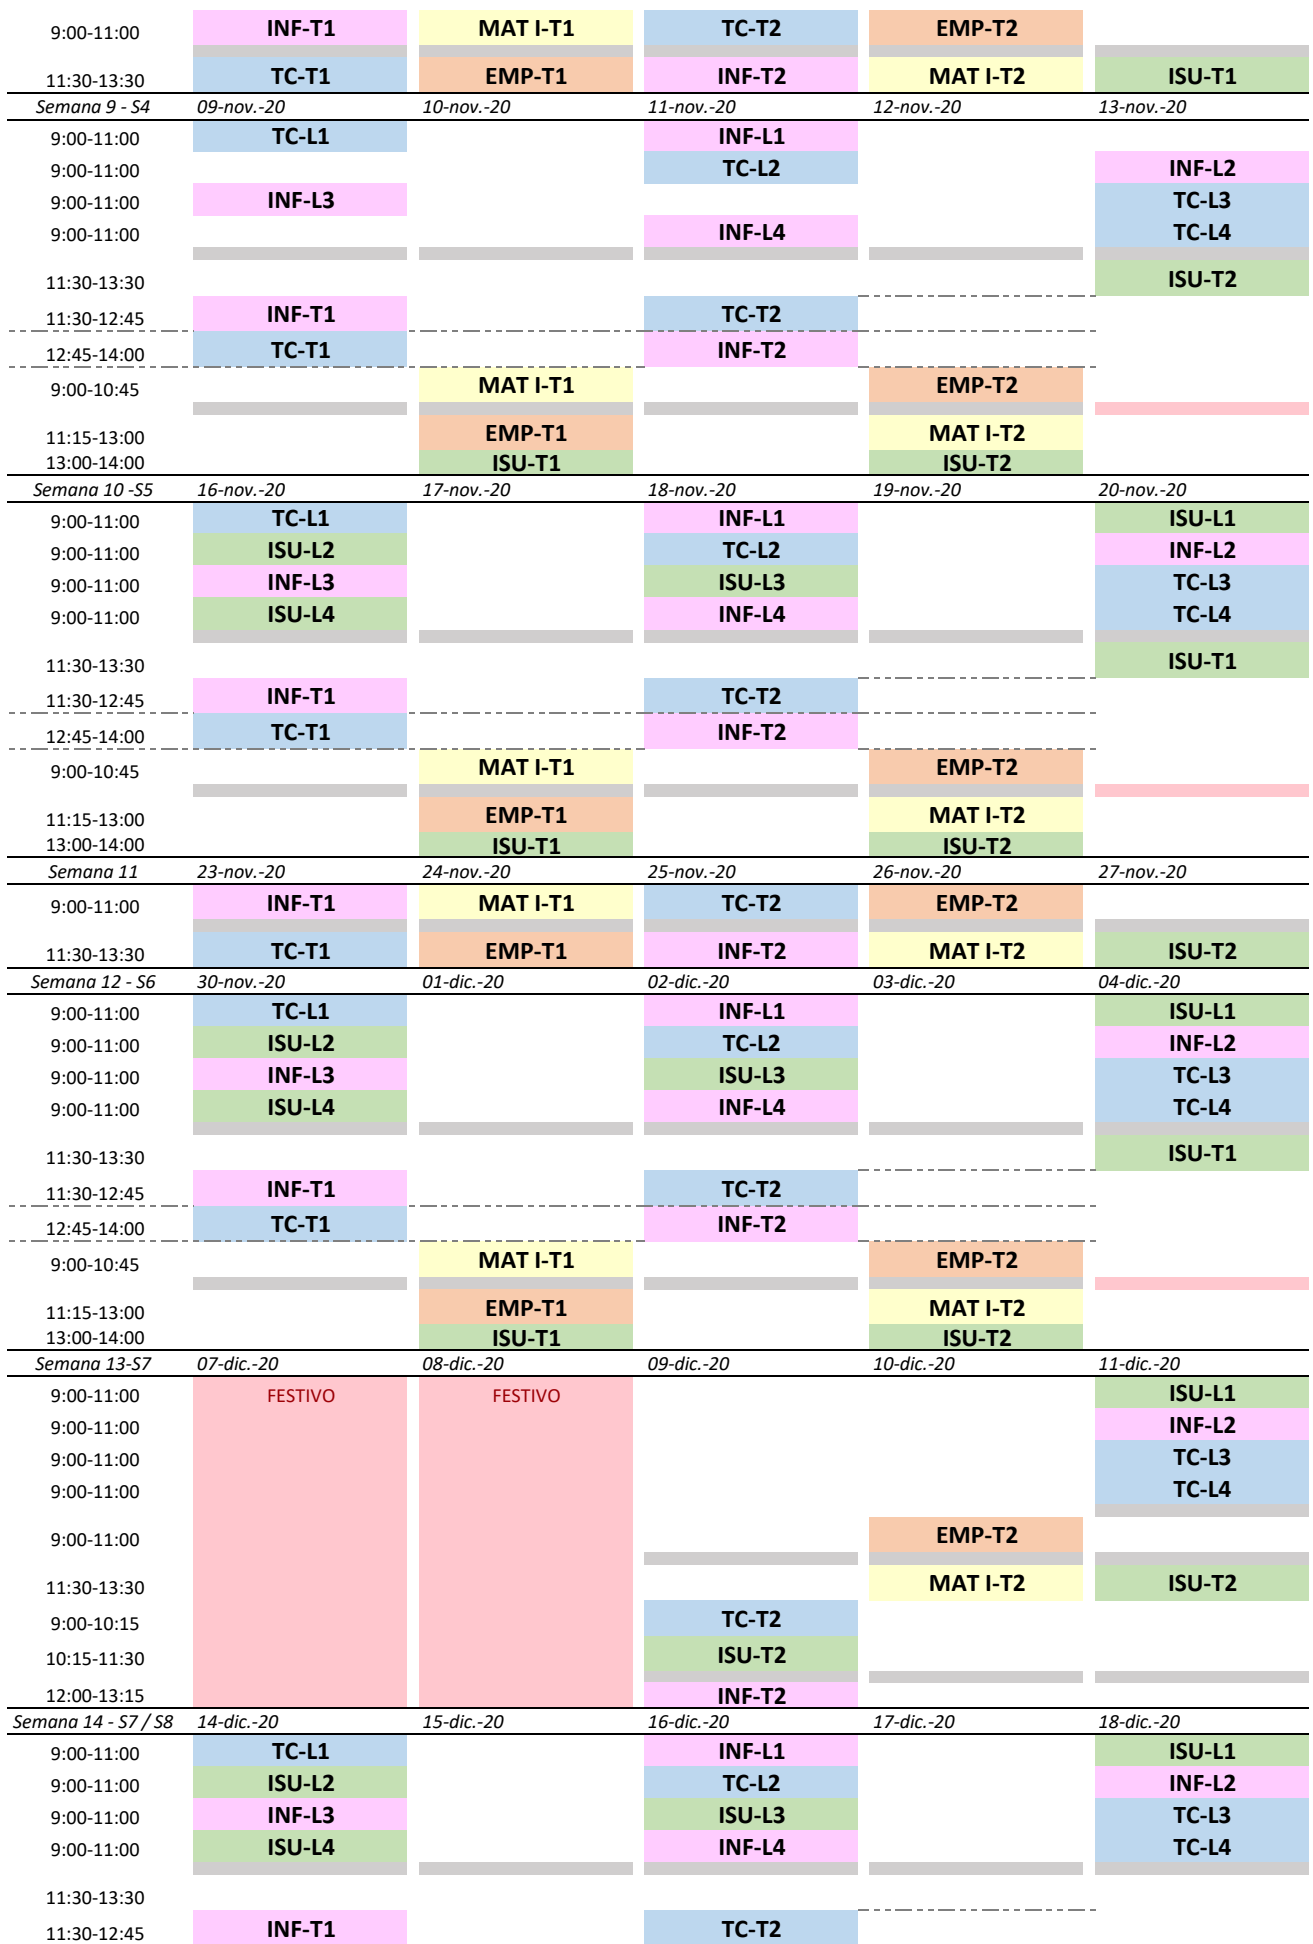 9:00-11:00 INF-T1 MAT I-T1 TC-T2 EMP-T2
11:30-13:30 TC-T1 EMP-T1 INF-T2 MAT I-T2 ISU-T1
Semana 9 - S4 09-nov.-20 10-nov.-20 11-nov.-20 12-nov.-20 13-nov.-20
9:00-11:00 TC-L1 INF-L1
9:00-11:00 TC-L2 INF-L2
9:00-11:00 INF-L3 TC-L3
9:00-11:00 INF-L4 TC-L4
11:30-13:30 ISU-T2
11:30-12:45 INF-T1 TC-T2
12:45-14:00 TC-T1 INF-T2
9:00-10:45 MAT I-T1 EMP-T2
11:15-13:00 EMP-T1 MAT I-T2
13:00-14:00 ISU-T1 ISU-T2
Semana 10 -S5 16-nov.-20 17-nov.-20 18-nov.-20 19-nov.-20 20-nov.-20
9:00-11:00 TC-L1 INF-L1 ISU-L1
9:00-11:00 ISU-L2 TC-L2 INF-L2
9:00-11:00 INF-L3 ISU-L3 TC-L3
9:00-11:00 ISU-L4 INF-L4 TC-L4
11:30-13:30 ISU-T1
11:30-12:45 INF-T1 TC-T2
12:45-14:00 TC-T1 INF-T2
9:00-10:45 MAT I-T1 EMP-T2
11:15-13:00 EMP-T1 MAT I-T2
13:00-14:00 ISU-T1 ISU-T2
Semana 11 23-nov.-20 24-nov.-20 25-nov.-20 26-nov.-20 27-nov.-20
9:00-11:00 INF-T1 MAT I-T1 TC-T2 EMP-T2
11:30-13:30 TC-T1 EMP-T1 INF-T2 MAT I-T2 ISU-T2
Semana 12 - S6 30-nov.-20 01-dic.-20 02-dic.-20 03-dic.-20 04-dic.-20
9:00-11:00 TC-L1 INF-L1 ISU-L1
9:00-11:00 ISU-L2 TC-L2 INF-L2
9:00-11:00 INF-L3 ISU-L3 TC-L3
9:00-11:00 ISU-L4 INF-L4 TC-L4
11:30-13:30 ISU-T1
11:30-12:45 INF-T1 TC-T2
12:45-14:00 TC-T1 INF-T2
9:00-10:45 MAT I-T1 EMP-T2
11:15-13:00 EMP-T1 MAT I-T2
13:00-14:00 ISU-T1 ISU-T2
Semana 13-S7 07-dic.-20 08-dic.-20 09-dic.-20 10-dic.-20 11-dic.-20
9:00-11:00 FESTIVO FESTIVO ISU-L1
9:00-11:00 INF-L2
9:00-11:00 TC-L3
9:00-11:00 TC-L4
9:00-11:00 EMP-T2
11:30-13:30 MAT I-T2 ISU-T2
9:00-10:15 TC-T2
10:15-11:30 ISU-T2
12:00-13:15 INF-T2
Semana 14 - S7 / S8 14-dic.-20 15-dic.-20 16-dic.-20 17-dic.-20 18-dic.-20
9:00-11:00 TC-L1 INF-L1 ISU-L1
9:00-11:00 ISU-L2 TC-L2 INF-L2
9:00-11:00 INF-L3 ISU-L3 TC-L3
9:00-11:00 ISU-L4 INF-L4 TC-L4
11:30-13:30
11:30-12:45 INF-T1 TC-T2